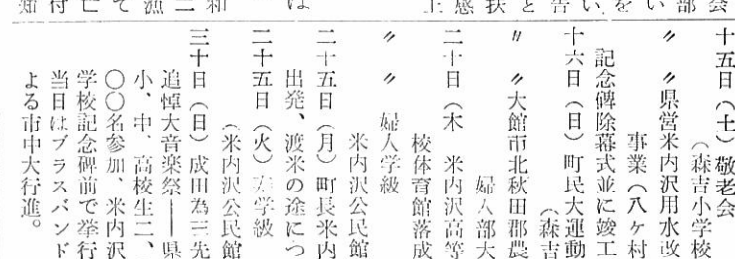 十五日（土）敬老会
（森吉小学校
〃　〃県営米内沢用水改
事業（八ヶ村
記念碑除幕式並に竣工
十六日（日）町民大運動
（森吉
〃　〃大館市北秋田郡農
婦人部大
二十日（木　米内沢高等
校体育館落成
〃　〃　婦人学級
米内沢公民館
二十五日（月）町長米内
出発、渡米の途につ
二十五日（火）　学級
（米内沢公民館
三十日（日）成田為三先
追悼大音楽祭――県
小、中、高校生二、
〇〇名参加、米内沢
学校記念碑前で挙行
当日はブラスバンド
よる市中大行進。